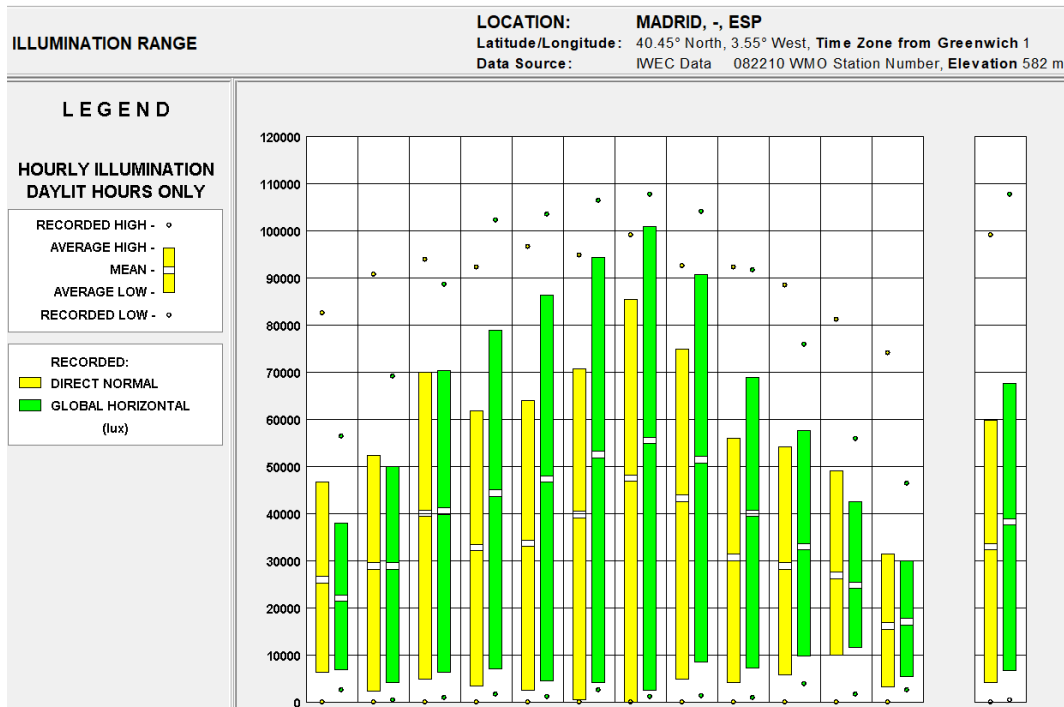 ILLUMINATION RANGE
LOCATION: MADRID, -, ESP
Latitude/Longitude: 40.45° North, 3.55° West, Time Zone from Greenwich 1
Data Source: IWEC Data 082210 WMO Station Number, Elevation 582 m
LEGEND
HOURLY ILLUMINATION
DAYLIT HOURS ONLY
RECORDED HIGH -
AVERAGE HIGH -
MEAN -
AVERAGE LOW -
RECORDED LOW -
RECORDED:
DIRECT NORMAL
GLOBAL HORIZONTAL
(lux)
120000
110000
100000
90000
80000
70000
60000
50000
40000
30000
20000
10000
0